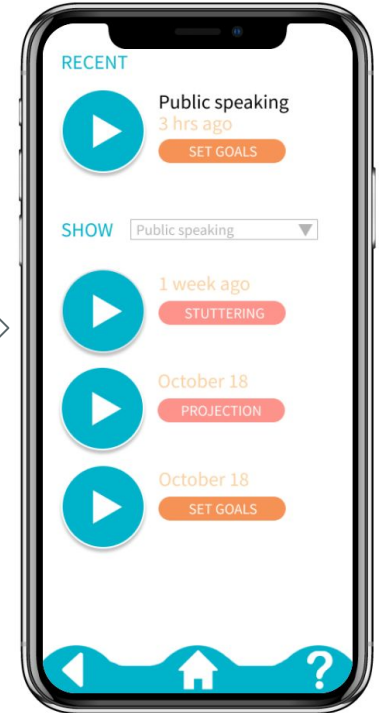 RECENT
Public speaking
3 hrs ago
SET GOALS
SHOW Public speaking
1 week ago
STUTTERING
October 18
PROJECTION
October 18
SET GOALS
?